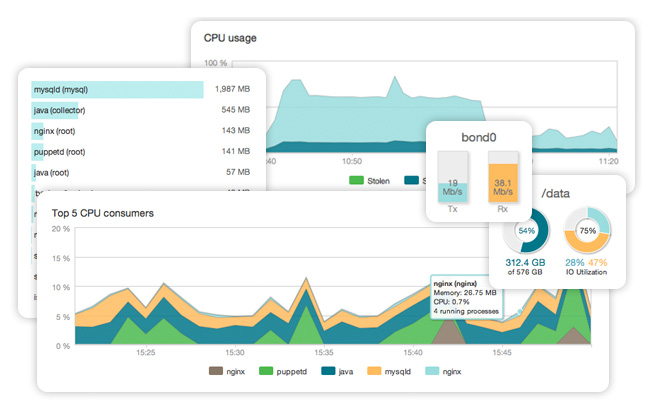 CPU usage
100 %
mysqld (mysql) 1,987 MB
java (collector) 545 MB
nginx (root) 143 MB
puppetd (root) 141 MB
java (root) 57 MB
:40 10:50 11:20
Stolen
bond0
19 Mb/s
38.1 Mb/s
Tx Rx
/data
54% 75%
312.4 GB
of 576 GB
28% 47%
IO Utilization
Top 5 CPU consumers
20 %
15 %
10 %
5 %
0 %
nginx (nginx)
Memory: 26.75 MB
CPU: 0.7%
4 running processes
15:25 15:30 15:35 15:40 15:45
nginx puppetd java mysqld nginx